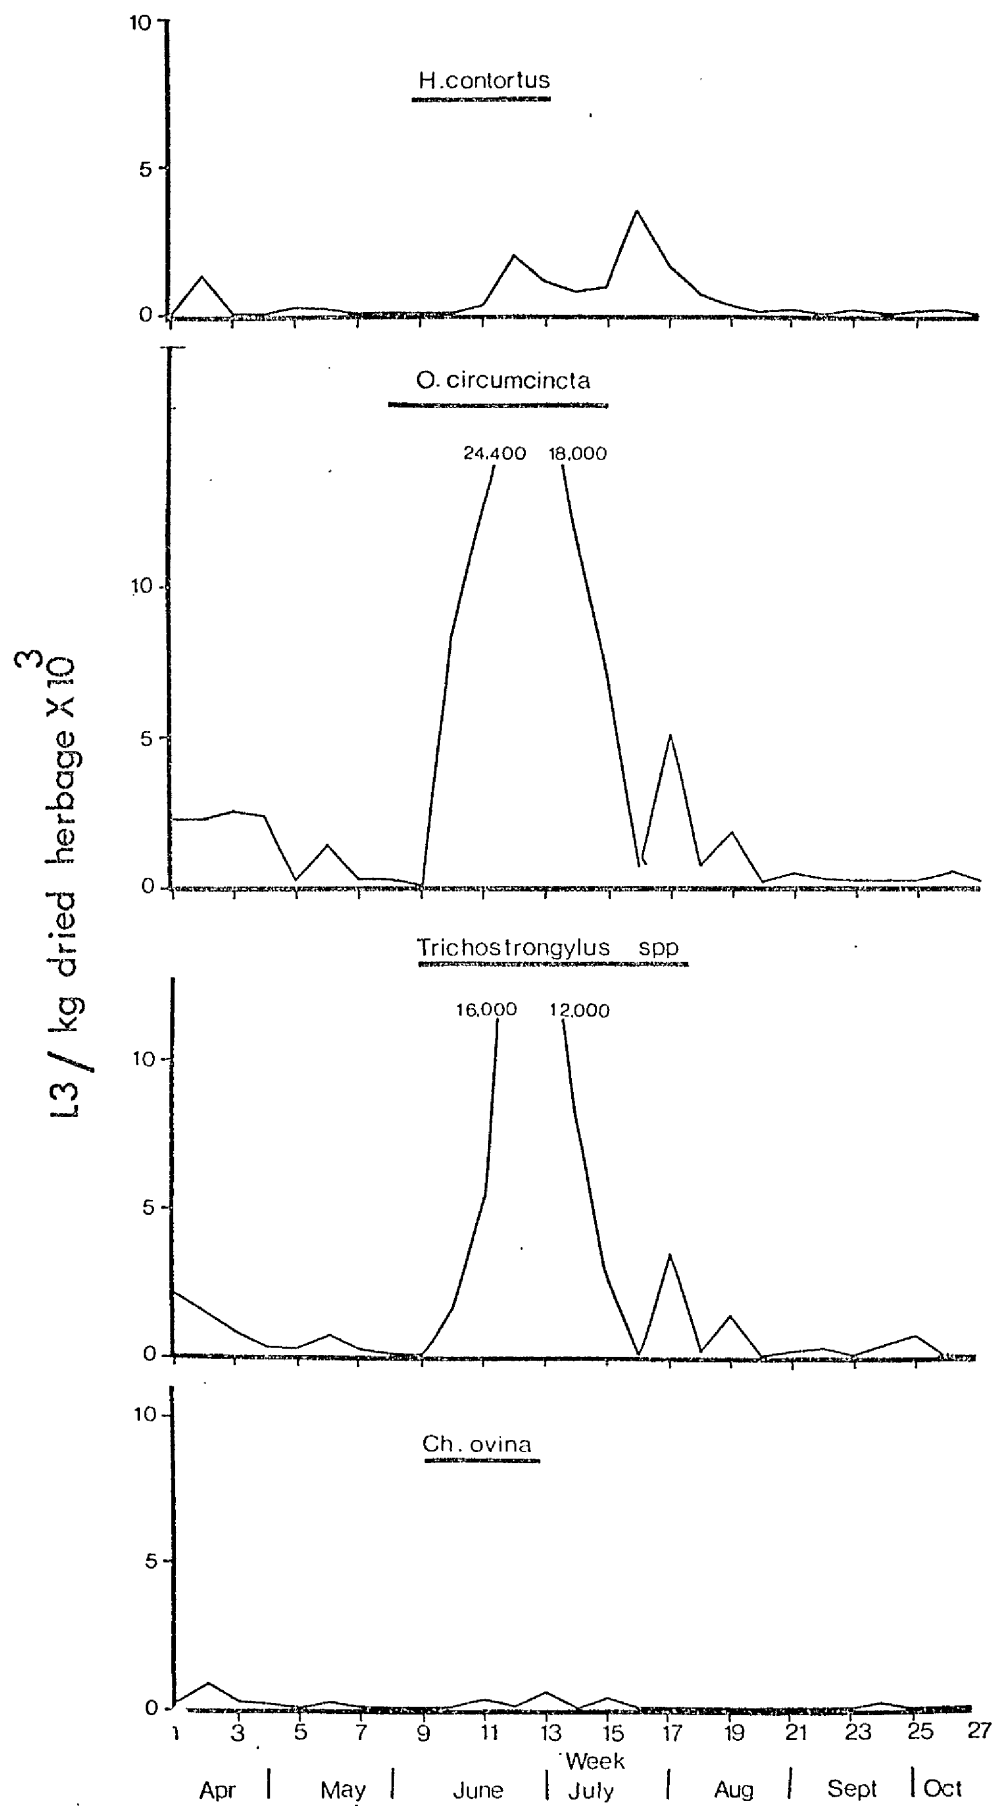 10
H.contortus
5
0
O. circumcincta
24.400 18,000
10
5
0
L3 / kg dried herbage X 10³
Trichostrongylus spp
16,000 12,000
10
5
0
10
Ch. ovina
5
0
1 3 5 7 9 11 13 15 17 19 21 23 25 27
Week
Apr | May | June | July | Aug | Sept | Oct